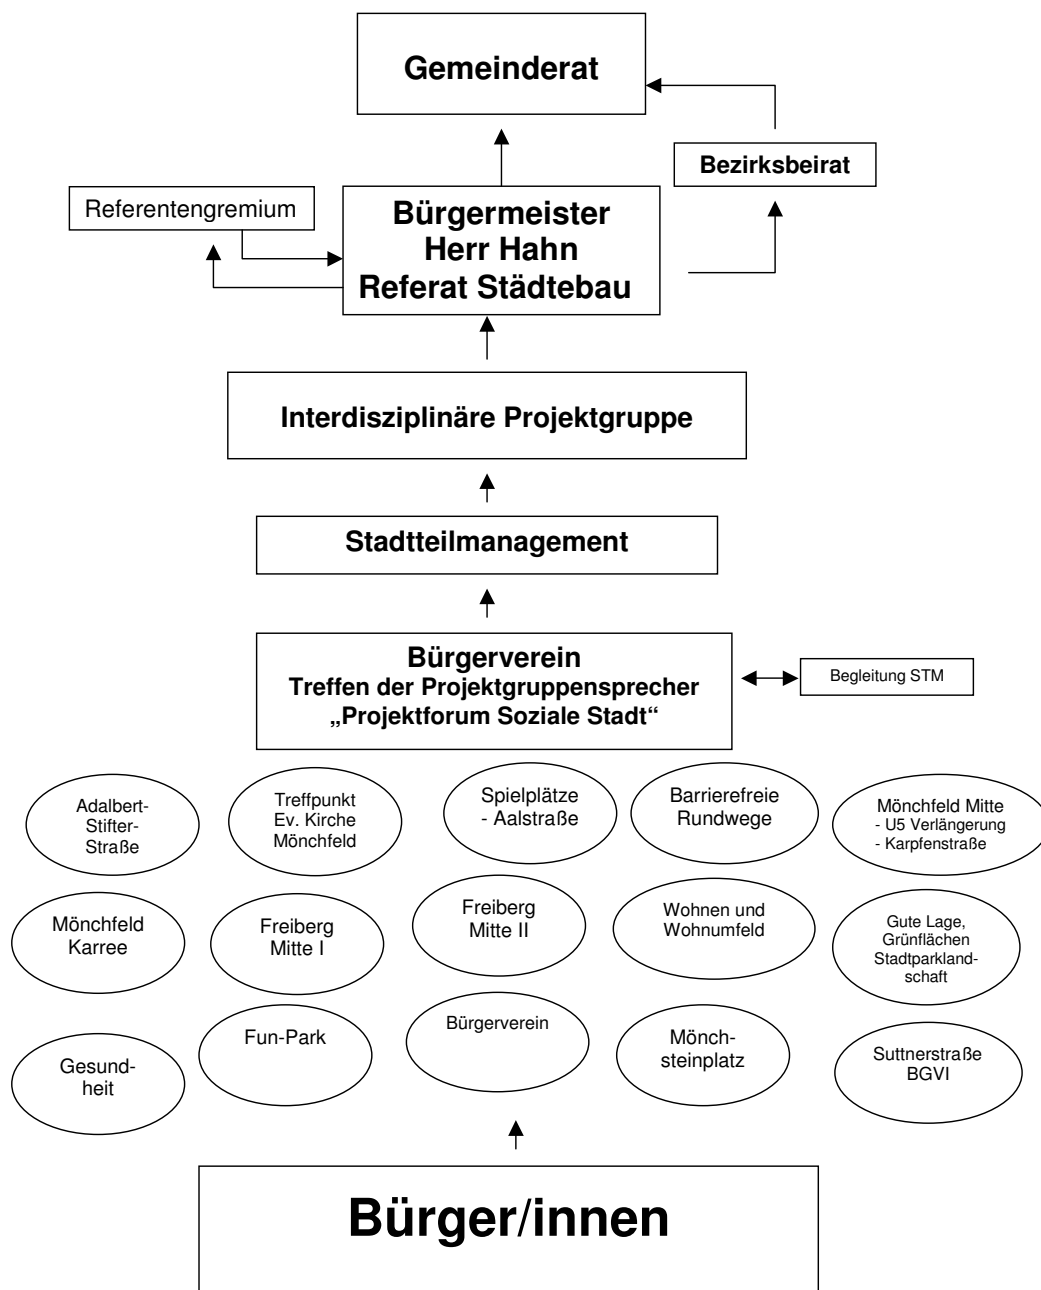 Gemeinderat
Bezirksbeirat
Referentengremium
Bürgermeister
Herr Hahn
Referat Städtebau
Interdisziplinäre Projektgruppe
Stadtteilmanagement
Bürgerverein
Treffen der Projektgruppensprecher
„Projektforum Soziale Stadt“
Begleitung STM
Adalbert-
Stifter-
Straße
Treffpunkt
Ev. Kirche
Mönchfeld
Spielplätze
- Aalstraße
Barrierefreie
Rundwege
Mönchfeld Mitte
- U5 Verlängerung
- Karpfenstraße
Mönchfeld
Karree
Freiberg
Mitte I
Freiberg
Mitte II
Wohnen und
Wohnumfeld
Gute Lage,
Grünflächen
Stadtparkland-
schaft
Gesund-
heit
Fun-Park
Bürgerverein
Mönch-
steinplatz
Suttnerstraße
BGVI
Bürger/innen